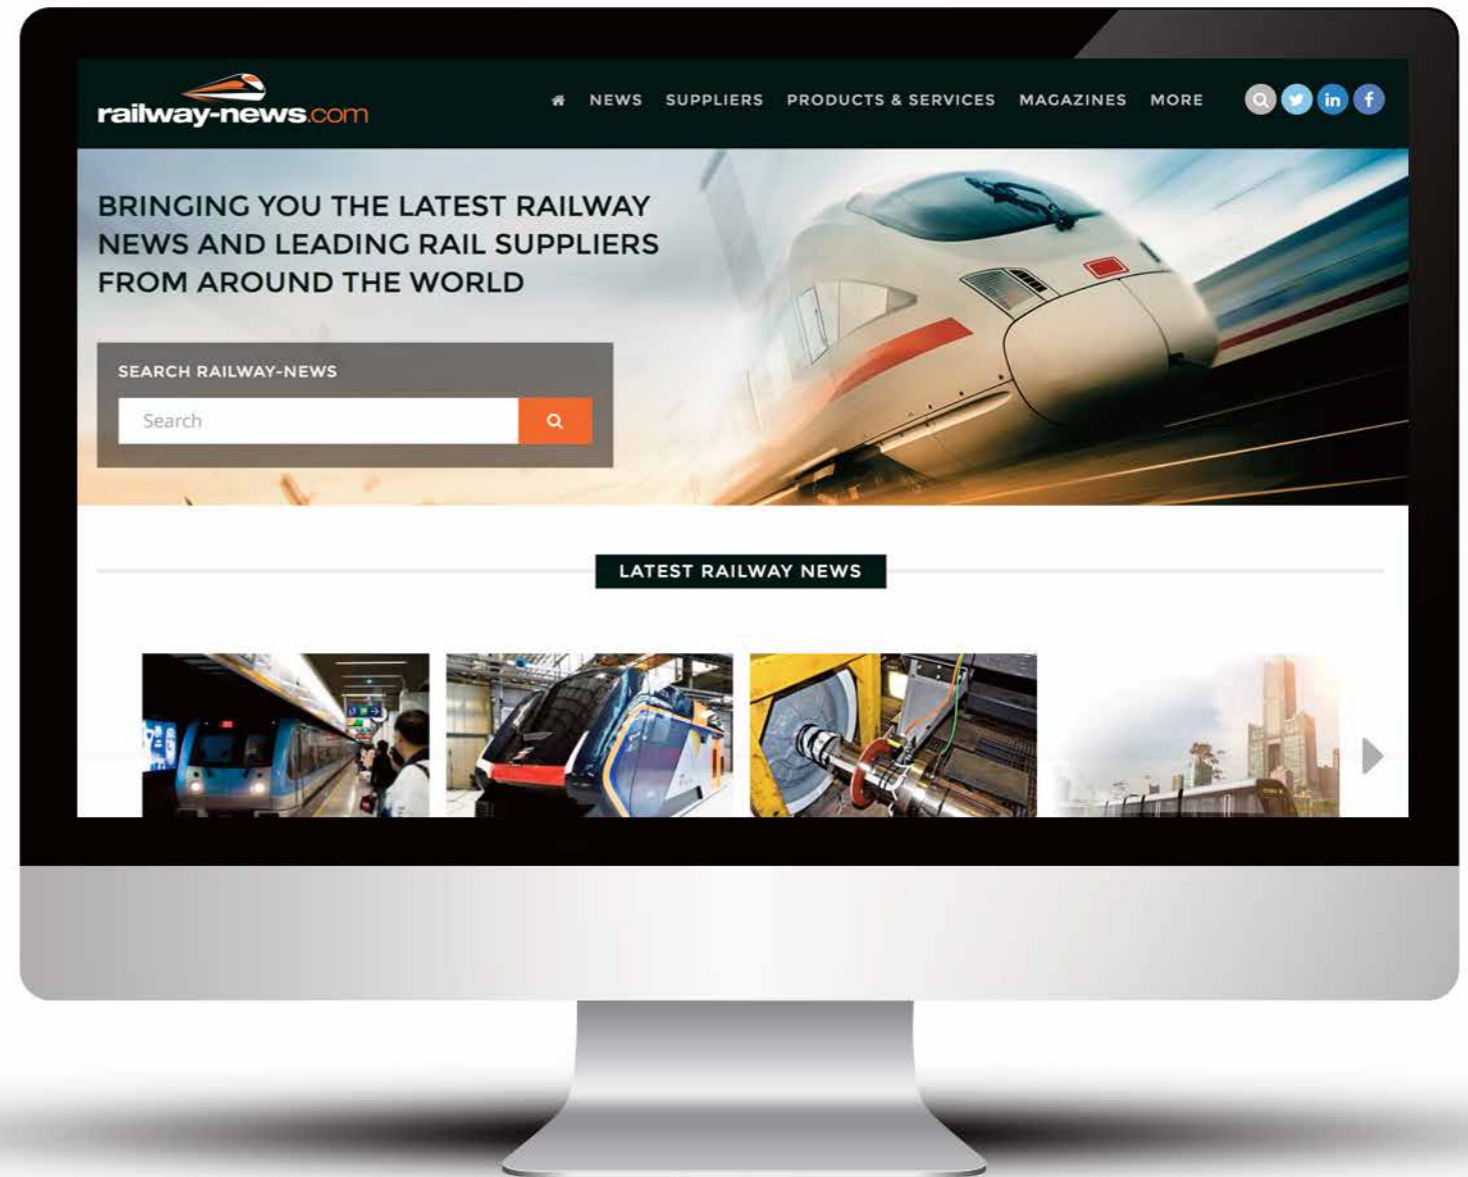 railway-news.com
NEWS SUPPLIERS PRODUCTS & SERVICES MAGAZINES MORE
BRINGING YOU THE LATEST RAILWAY
NEWS AND LEADING RAIL SUPPLIERS
FROM AROUND THE WORLD
SEARCH RAILWAY-NEWS
Search
LATEST RAILWAY NEWS